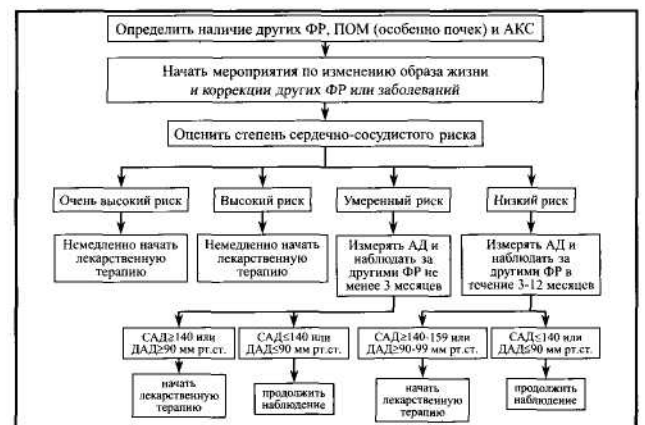 Определить наличие других ФР, ПОМ (особенно почек) и АКС
Начать мероприятия по изменению образа жизни
и коррекции других ФР или заболеваний
Оценить степень сердечно-сосудистого риска
Очень высокий риск
Высокий риск
Умеренный риск
Низкий риск
Немедленно начать
лекарственную
терапию
Немедленно начать
лекарственную
терапию
Измерять АД и
наблюдать за
другими ФР не
менее 3 месяцев
Измерять АД и
наблюдать за
другими ФР в
течение 3-12 месяцев
САД≥140 или
ДАД≥90 мм рт.ст.
САД≤140 или
ДАД≤90 мм рт.ст.
САД≥140-159 или
ДАД≥90-99 мм рт.ст.
САД≤140 или
ДАД≤90 мм рт.ст.
начать
лекарственную
терапию
продолжить
наблюдение
начать
лекарственную
терапию
продолжить
наблюдение